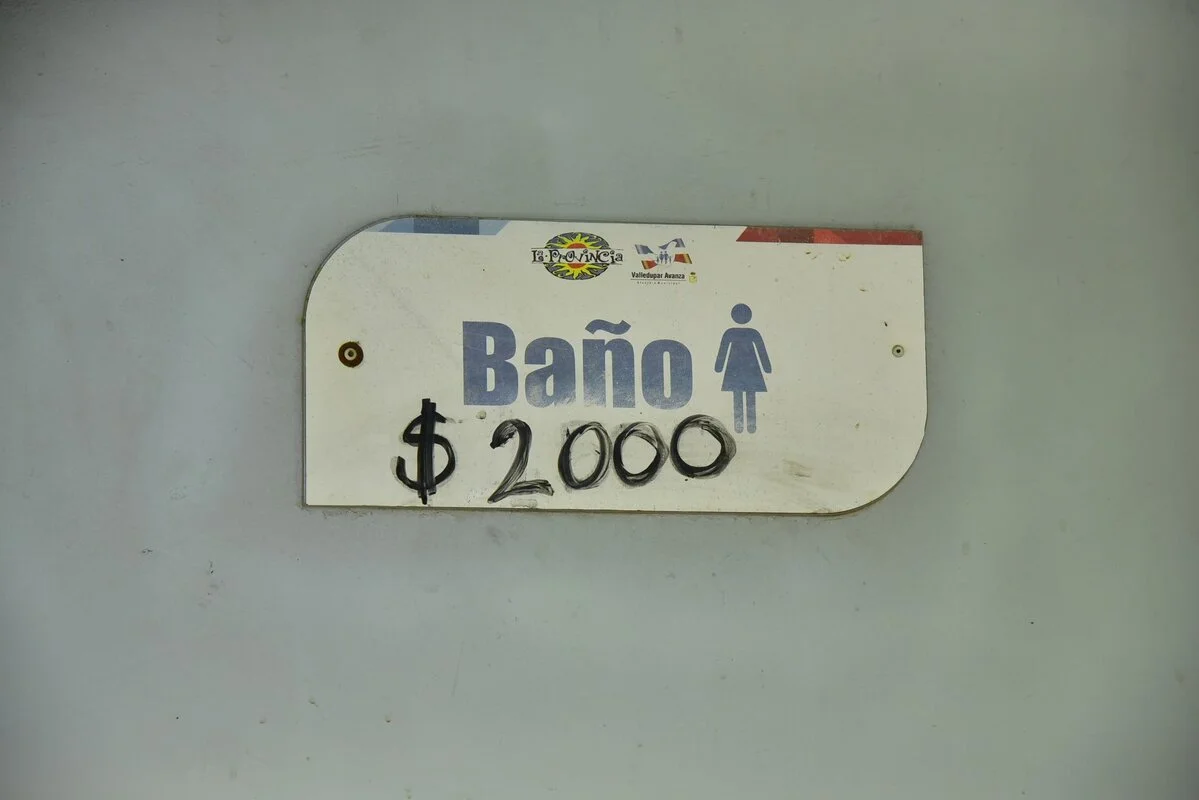 La Provincia
Valledupar Avanza
Baño
$ 2000